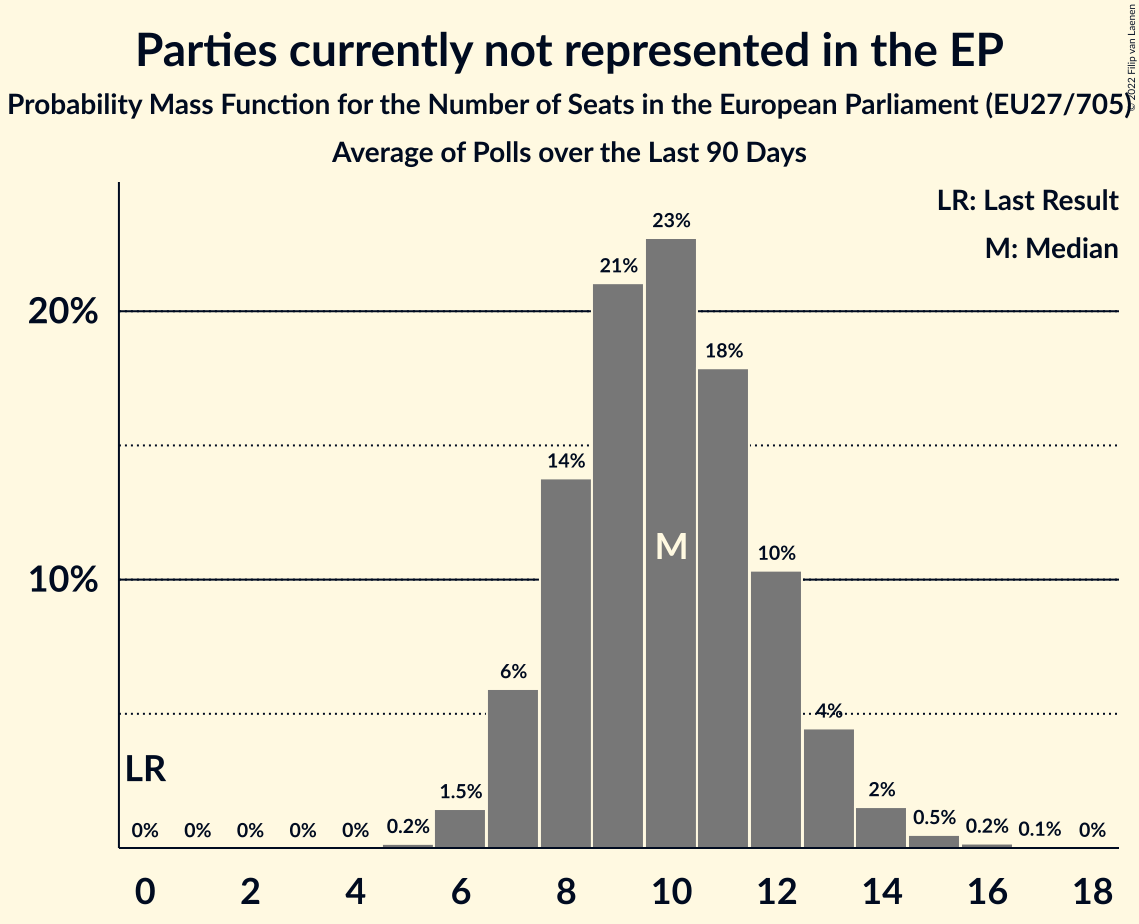 Parties currently not represented in the EP
Probability Mass Function for the Number of Seats in the European Parliament (EU27/705)
Average of Polls over the Last 90 Days
© 2022 Filip van Laenen
LR: Last Result
M: Median
20%
10%
0% 0% 0% 0% 0% 0.2% 1.5% 6% 14% 21% 23% 18% 10% 4% 2% 0.5% 0.2% 0.1% 0%
M
LR
0 2 4 6 8 10 12 14 16 18